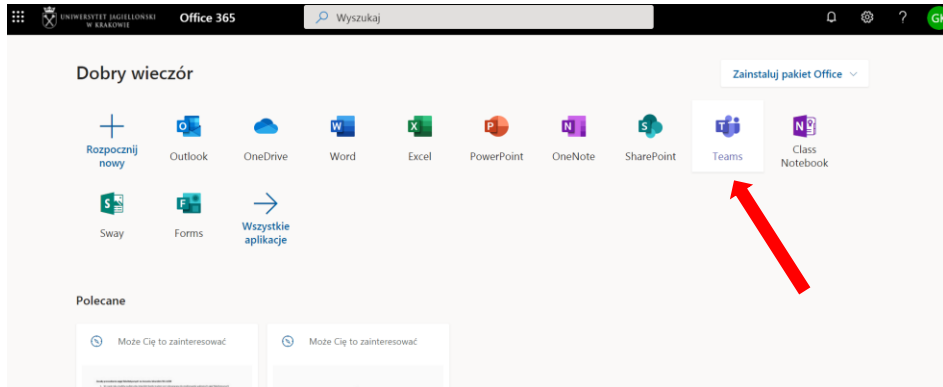 UNIWERSYTET JAGIELLOŃSKI
W KRAKOWIE
Office 365
Wyszukaj
?
GK
Dobry wieczór
Zainstaluj pakiet Office
Rozpocznij
nowy
Outlook
OneDrive
Word
Excel
PowerPoint
OneNote
SharePoint
Teams
Class
Notebook
Sway
Forms
Wszystkie
aplikacje
Polecane
Może Cię to zainteresować
Może Cię to zainteresować